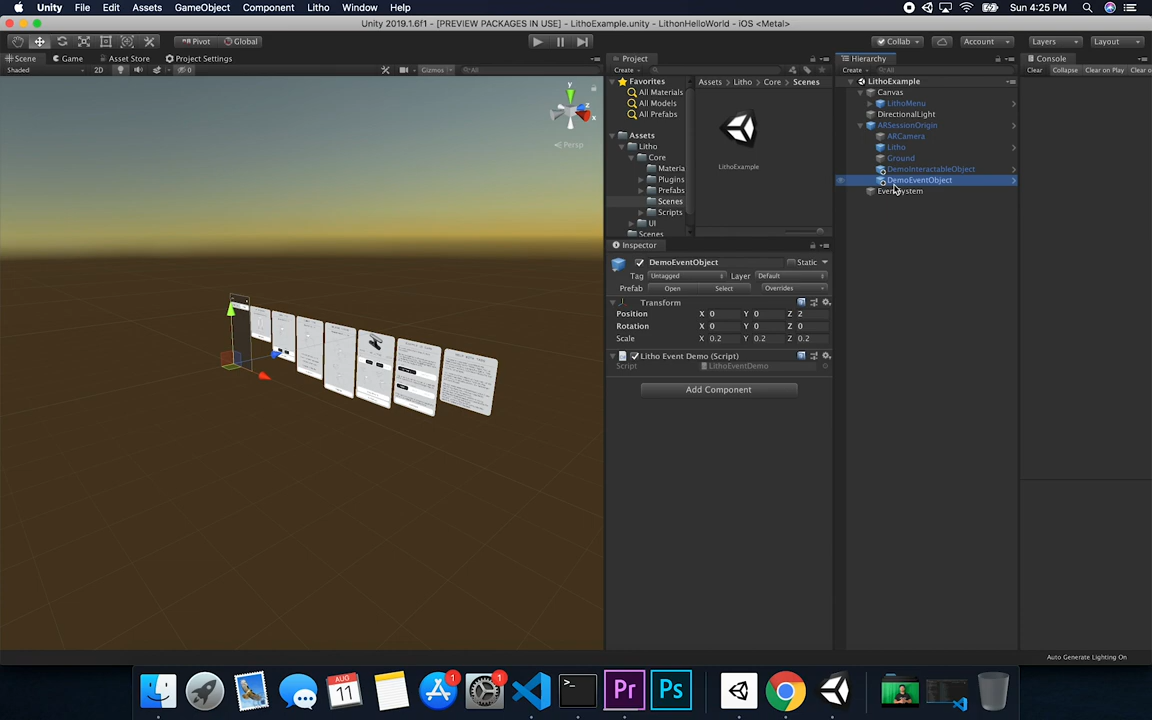 Unity File Edit Assets GameObject Component Litho Window Help Sun 4:25 PM
Unity 2019.1.6f1 - [PREVIEW PACKAGES IN USE] - LithoExample.unity - LithonHelloWorld - iOS <Metal>
Pivot Global Collab Account Layers Layout
Scene Game Asset Store Project Settings
Shaded 2D Gizmos All
y
z
x
Persp
Project
Create
Favorites
All Materials
All Models
All Prefabs
Assets
Litho
Core
Materia
Plugins
Prefabs
Scenes
Scripts
UI
Scenes
Assets > Litho > Core > Scenes
LithoExample
Inspector
DemoEventObject Static
Tag Untagged Layer Default
Prefab Open Select Overrides
Transform
Position X 0 Y 0 Z 2
Rotation X 0 Y 0 Z 0
Scale X 0.2 Y 0.2 Z 0.2
Litho Event Demo (Script)
Script LithoEventDemo
Add Component
Hierarchy
Create All
LithoExample
Canvas
LithoMenu
DirectionalLight
ARSessionOrigin
ARCamera
Litho
Ground
DemoInteractableObject
DemoEventObject
EventSystem
Console
Clear Collapse Clear on Play Clear o
Auto Generate Lighting On
AUG
11
1
1
Pr
Ps